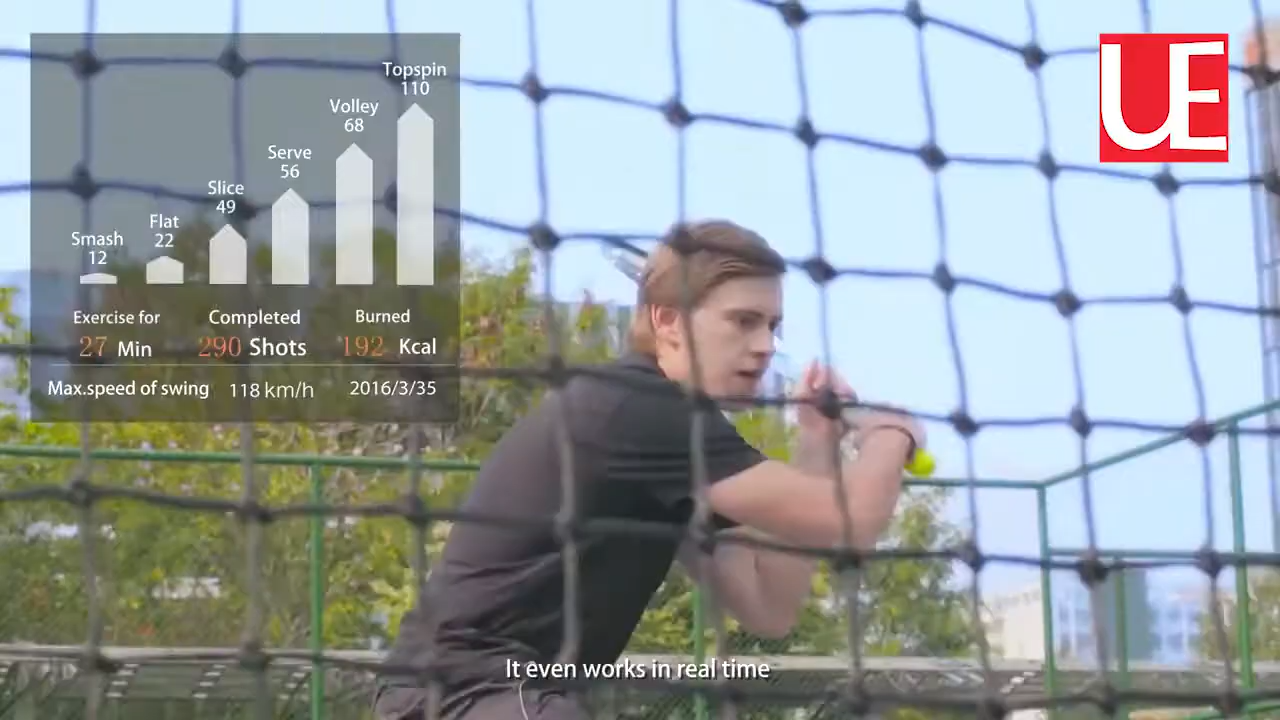 Topspin
110
Volley
68
Serve
56
Slice
49
Flat
22
Smash
12
Exercise for Completed Burned
27 Min 290 Shots 192 Kcal
Max.speed of swing 118 km/h 2016/3/35
UE
It even works in real time